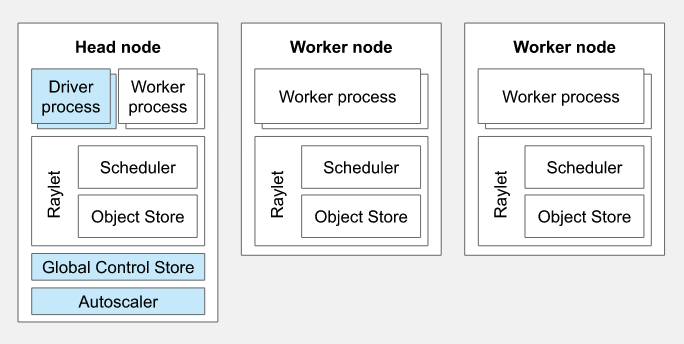 Head node
Driver
process
Worker
process
Raylet
Scheduler
Object Store
Global Control Store
Autoscaler
Worker node
Worker process
Raylet
Scheduler
Object Store
Worker node
Worker process
Raylet
Scheduler
Object Store